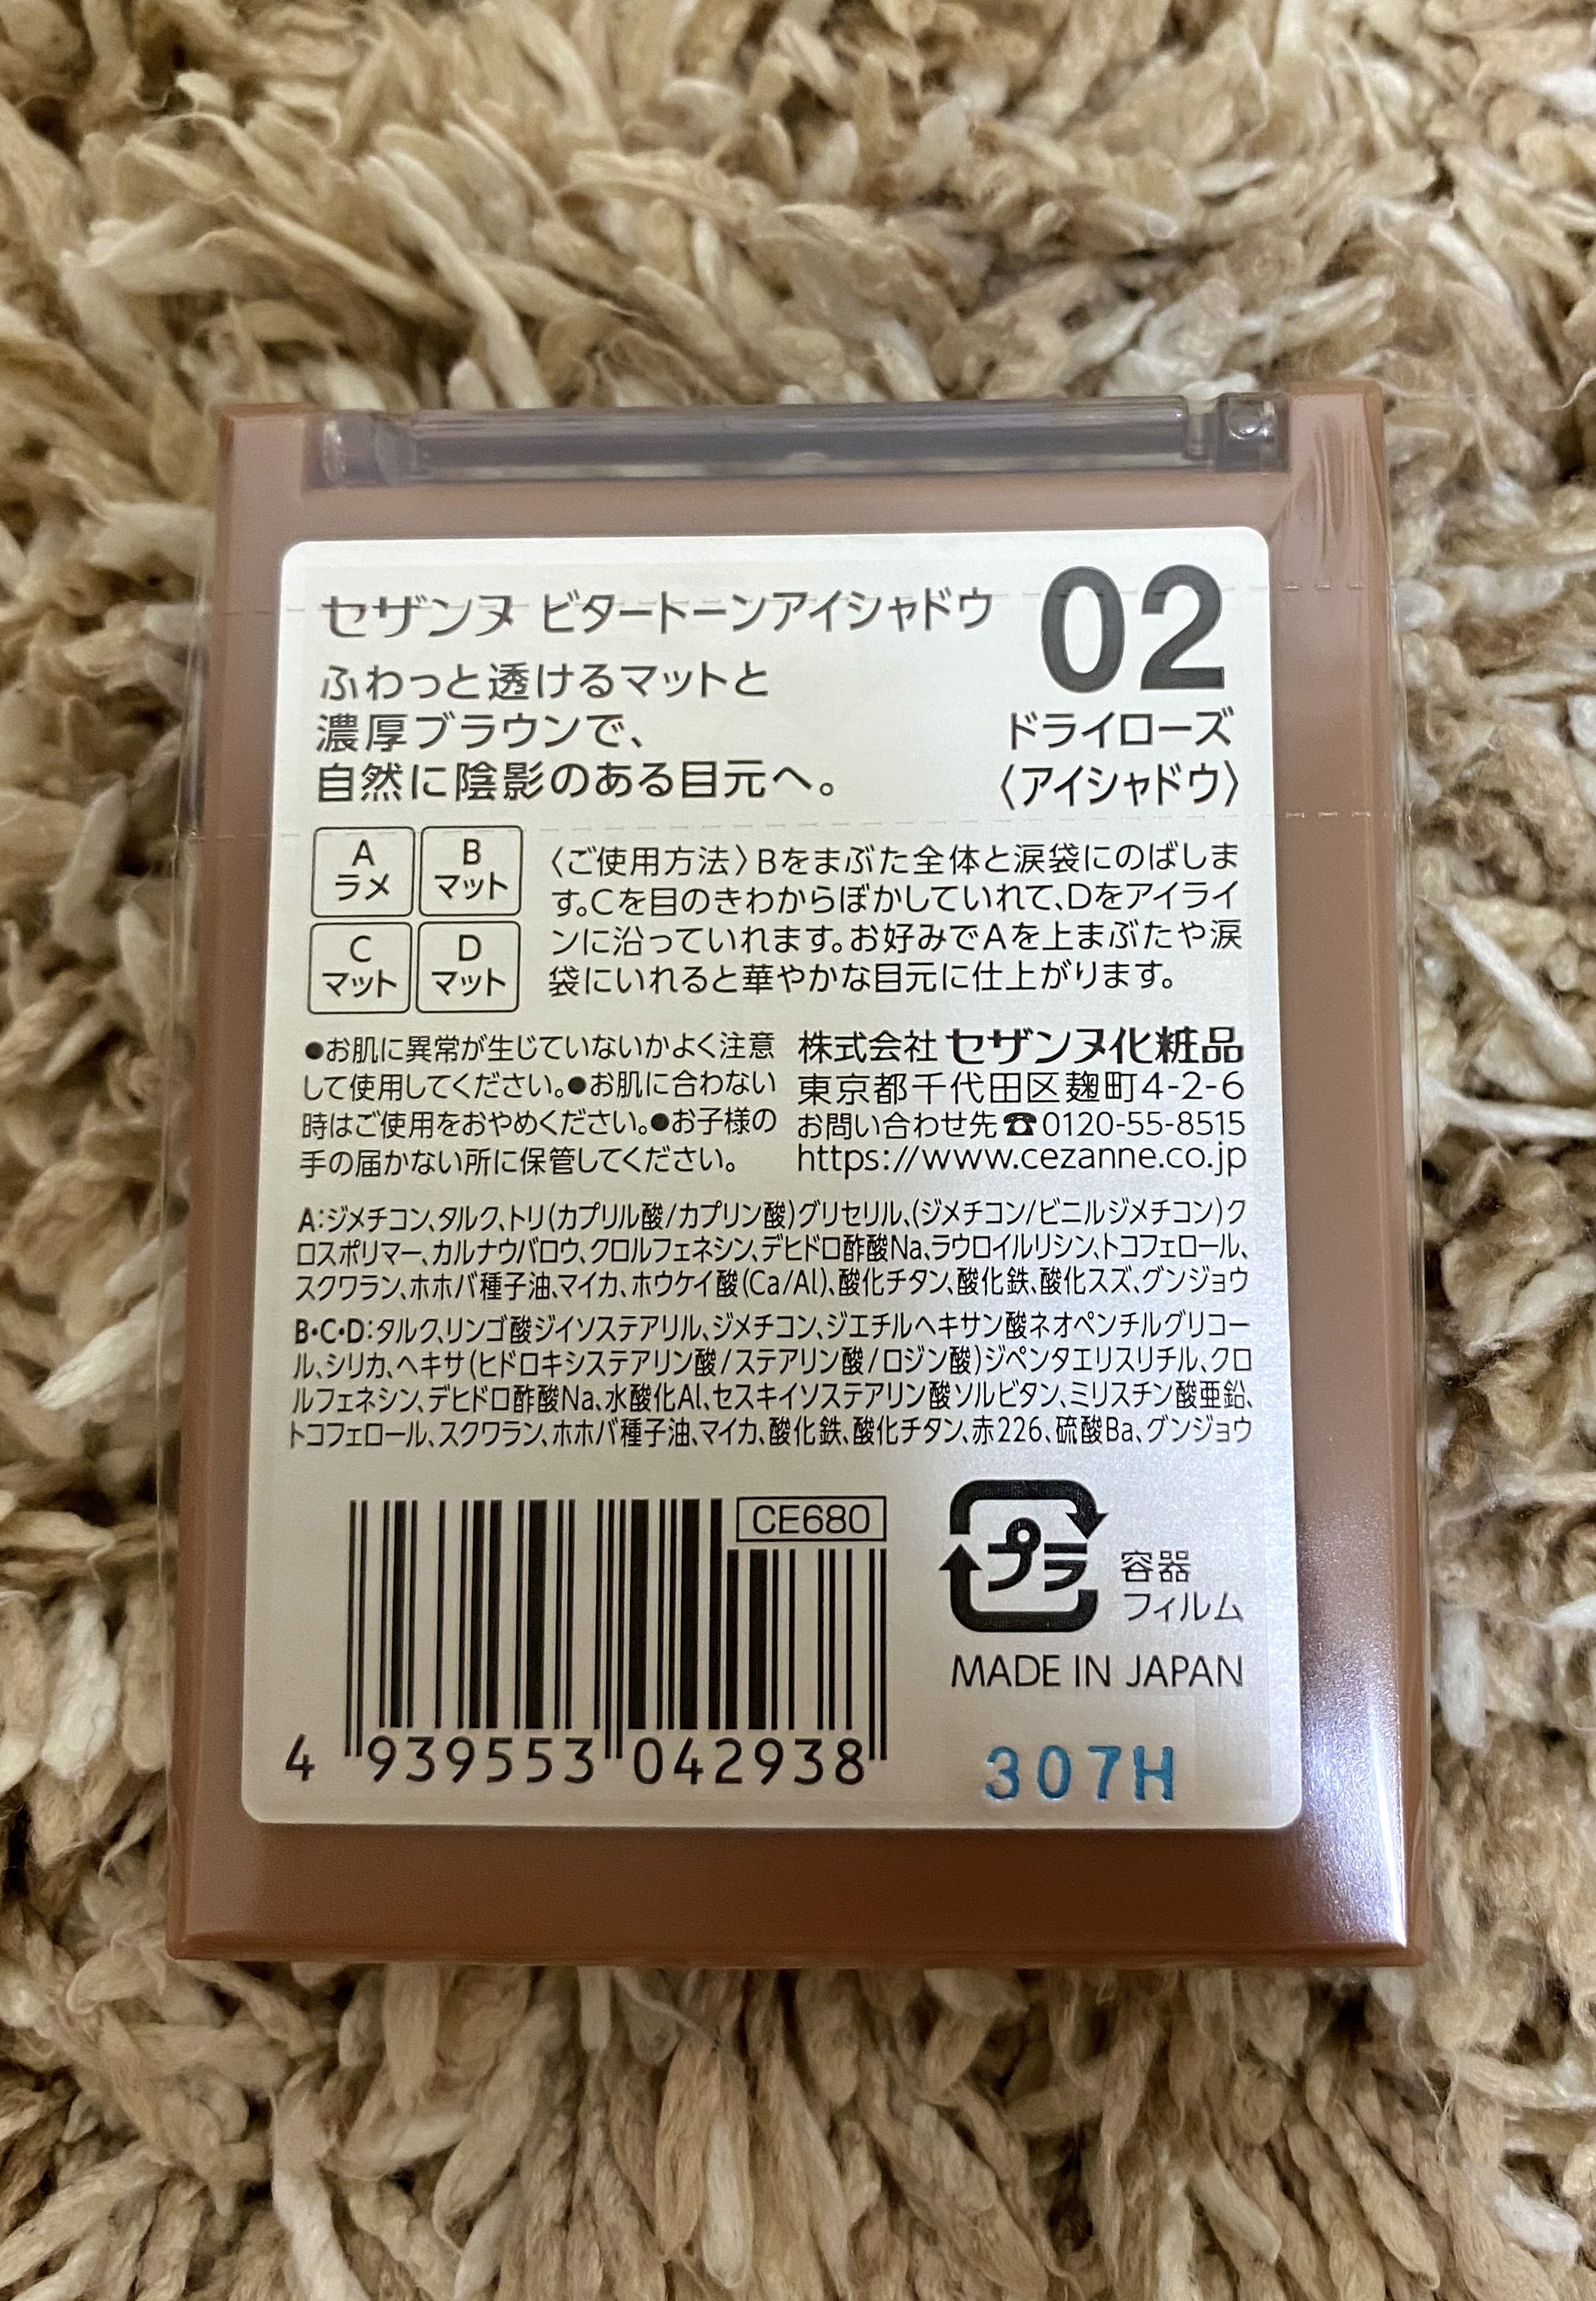 セザンヌ ビタートーンアイシャドウ
02
ふわっと透けるマットと
濃厚ブラウンで、
自然に陰影のある目元へ。
ドライローズ
〈アイシャドウ〉
A
ラメ
B
マット
C
マット
D
マット
〈ご使用方法〉Bをまぶた全体と涙袋にのばしま
す。Cを目のきわからぼかしていれて、Dをアイライ
ンに沿っていれます。お好みでAを上まぶたや涙
袋にいれると華やかな目元に仕上がります。
●お肌に異常が生じていないかよく注意
して使用してください。●お肌に合わない
時はご使用をおやめください。●お子様の
手の届かない所に保管してください。
株式会社 セザンヌ化粧品
東京都千代田区麹町4-2-6
お問い合わせ先☎0120-55-8515
https://www.cezanne.co.jp
A:ジメチコン、タルク、トリ(カプリル酸/カプリン酸)グリセリル、(ジメチコン/ビニルジメチコン)ク
ロスポリマー、カルナウバロウ、クロルフェネシン、デヒドロ酢酸Na、ラウロイルリシン、トコフェロール、
スクワラン、ホホバ種子油、マイカ、ホウケイ酸(Ca/Al)、酸化チタン、酸化鉄、酸化スズ、グンジョウ
B・C・D:タルク、リンゴ酸ジイソステアリル、ジメチコン、ジエチルヘキサン酸ネオペンチルグリコー
ル、シリカ、ヘキサ(ヒドロキシステアリン酸/ステアリン酸/ロジン酸)ジペンタエリスリチル、クロ
ルフェネシン、デヒドロ酢酸Na、水酸化Al、セスキイソステアリン酸ソルビタン、ミリスチン酸亜鉛、
トコフェロール、スクワラン、ホホバ種子油、マイカ、酸化鉄、酸化チタン、赤226、硫酸Ba、グンジョウ
CE680
4 939553 042938
プラ
容器
フィルム
MADE IN JAPAN
307H